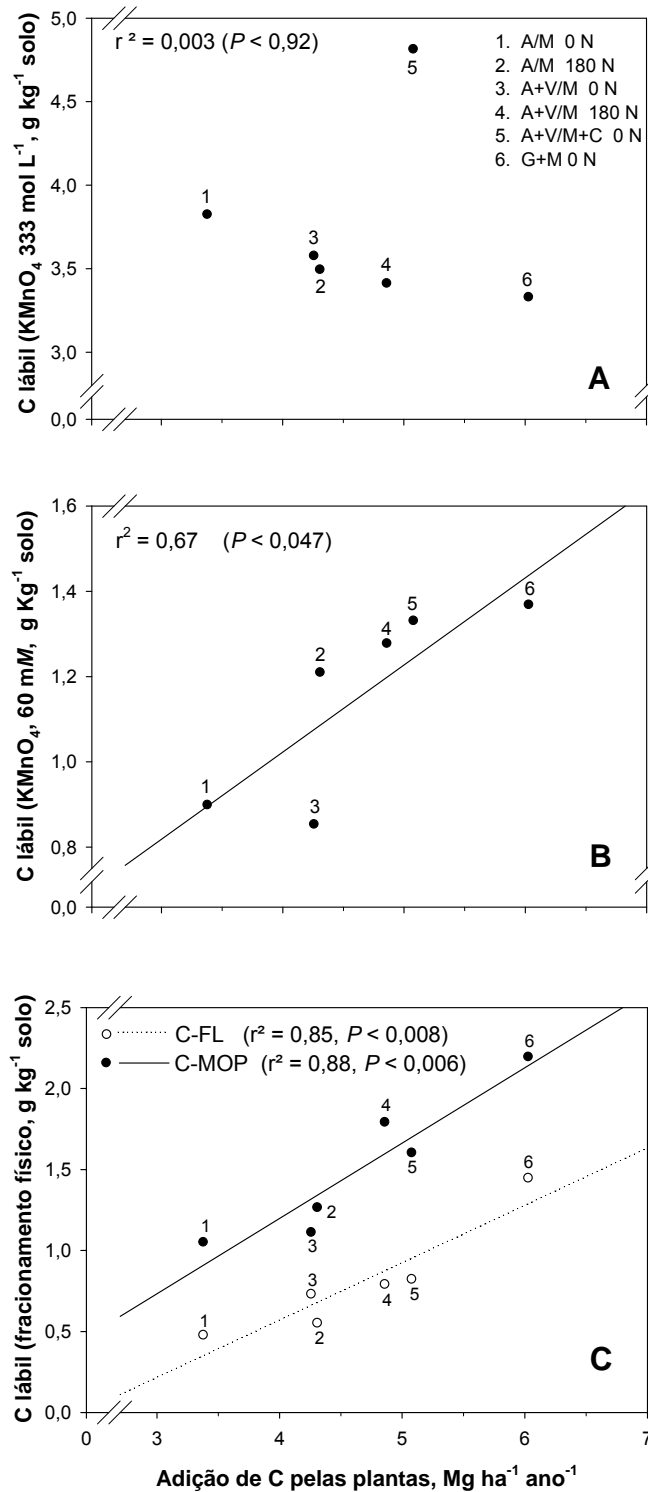 r ² = 0,003 (P < 0,92)
1. A/M 0 N
2. A/M 180 N
3. A+V/M 0 N
4. A+V/M 180 N
5. A+V/M+C 0 N
6. G+M 0 N
C lábil (KMnO₄ 333 mol L⁻¹, g kg⁻¹ solo)
5,0
4,5
4,0
3,5
3,0
0,0
1
3
2
4
5
6
A
r² = 0,67 (P < 0,047)
C lábil (KMnO₄, 60 mM, g Kg⁻¹ solo)
1,6
1,4
1,2
1,0
0,8
0,0
1
2
3
4
5
6
B
C-FL (r² = 0,85, P < 0,008)
C-MOP (r² = 0,88, P < 0,006)
C lábil (fracionamento físico, g kg⁻¹ solo)
2,5
2,0
1,5
1,0
0,5
0,0
1
2
3
4
5
6
1
3
2
4
5
6
C
0 3 4 5 6 7
Adição de C pelas plantas, Mg ha⁻¹ ano⁻¹